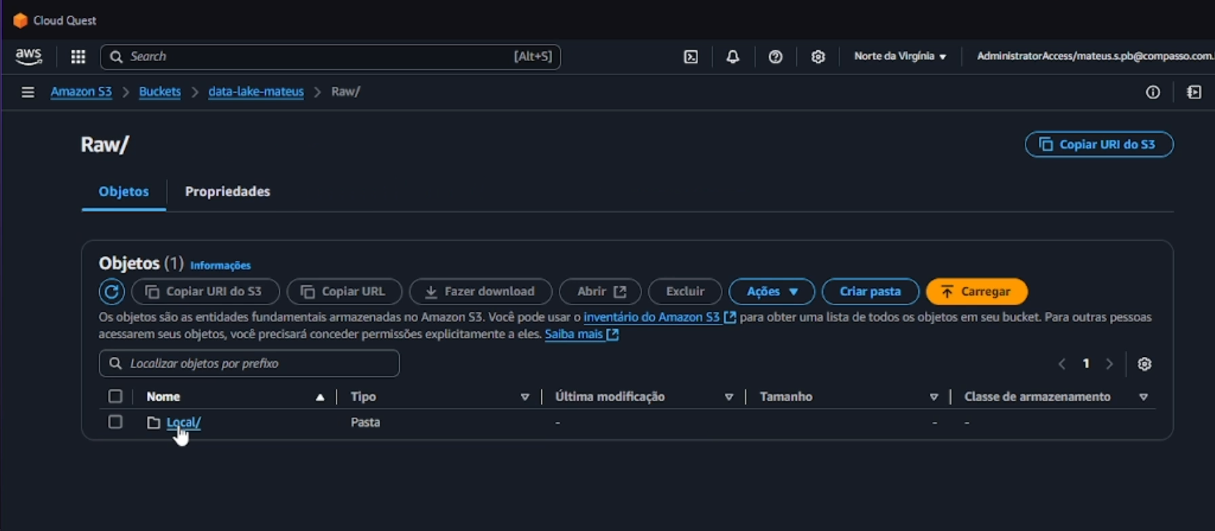 Cloud Quest
aws Search [Alt+S] Norte da Virgínia AdministratorAccess/mateus.s.pb@compasso.com.
Amazon S3 > Buckets > data-lake-mateus > Raw/
Raw/ Copiar URI do S3
Objetos Propriedades
Objetos (1) Informações
Copiar URI do S3 Copiar URL Fazer download Abrir Excluir Ações Criar pasta Carregar
Os objetos são as entidades fundamentais armazenadas no Amazon S3. Você pode usar o inventário do Amazon S3 para obter uma lista de todos os objetos em seu bucket. Para outras pessoas
acessarem seus objetos, você precisará conceder permissões explicitamente a eles. Saiba mais
Localizar objetos por prefixo < 1 >
Nome Tipo Última modificação Tamanho Classe de armazenamento
Local/ Pasta - - -